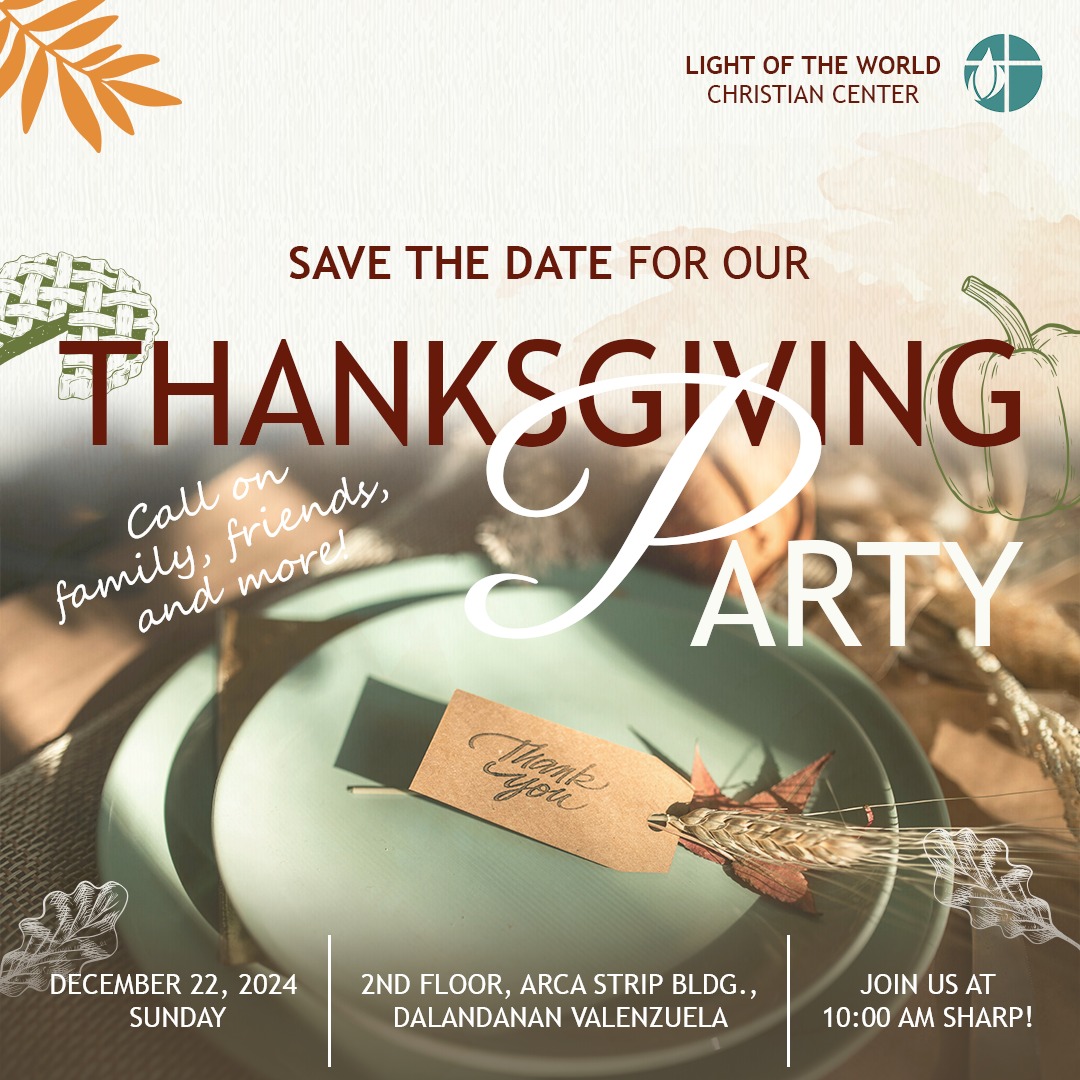 LIGHT OF THE WORLD
CHRISTIAN CENTER
SAVE THE DATE FOR OUR
THANKSGIVING
PARTY
Call on
family, friends,
and more!
Thank
you
DECEMBER 22, 2024
SUNDAY
2ND FLOOR, ARCA STRIP BLDG.,
DALANDANAN VALENZUELA
JOIN US AT
10:00 AM SHARP!